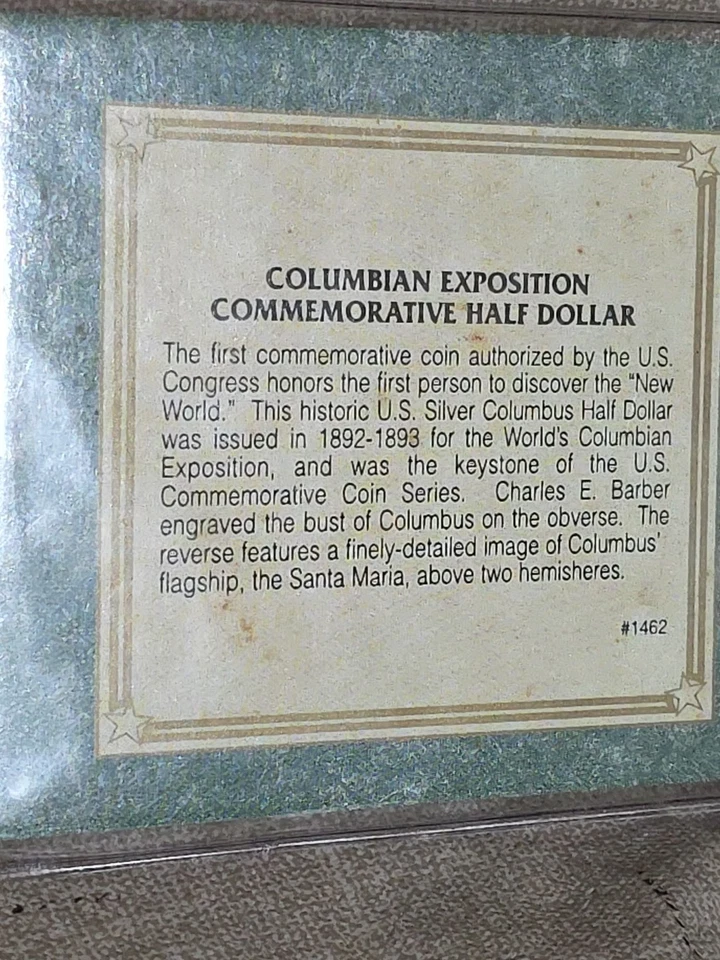 COLUMBIAN EXPOSITION
COMMEMORATIVE HALF DOLLAR
The first commemorative coin authorized by the U.S.
Congress honors the first person to discover the "New
World." This historic U.S. Silver Columbus Half Dollar
was issued in 1892-1893 for the World's Columbian
Exposition, and was the keystone of the U.S.
Commemorative Coin Series. Charles E. Barber
engraved the bust of Columbus on the obverse. The
reverse features a finely-detailed image of Columbus'
flagship, the Santa Maria, above two hemisheres.
#1462